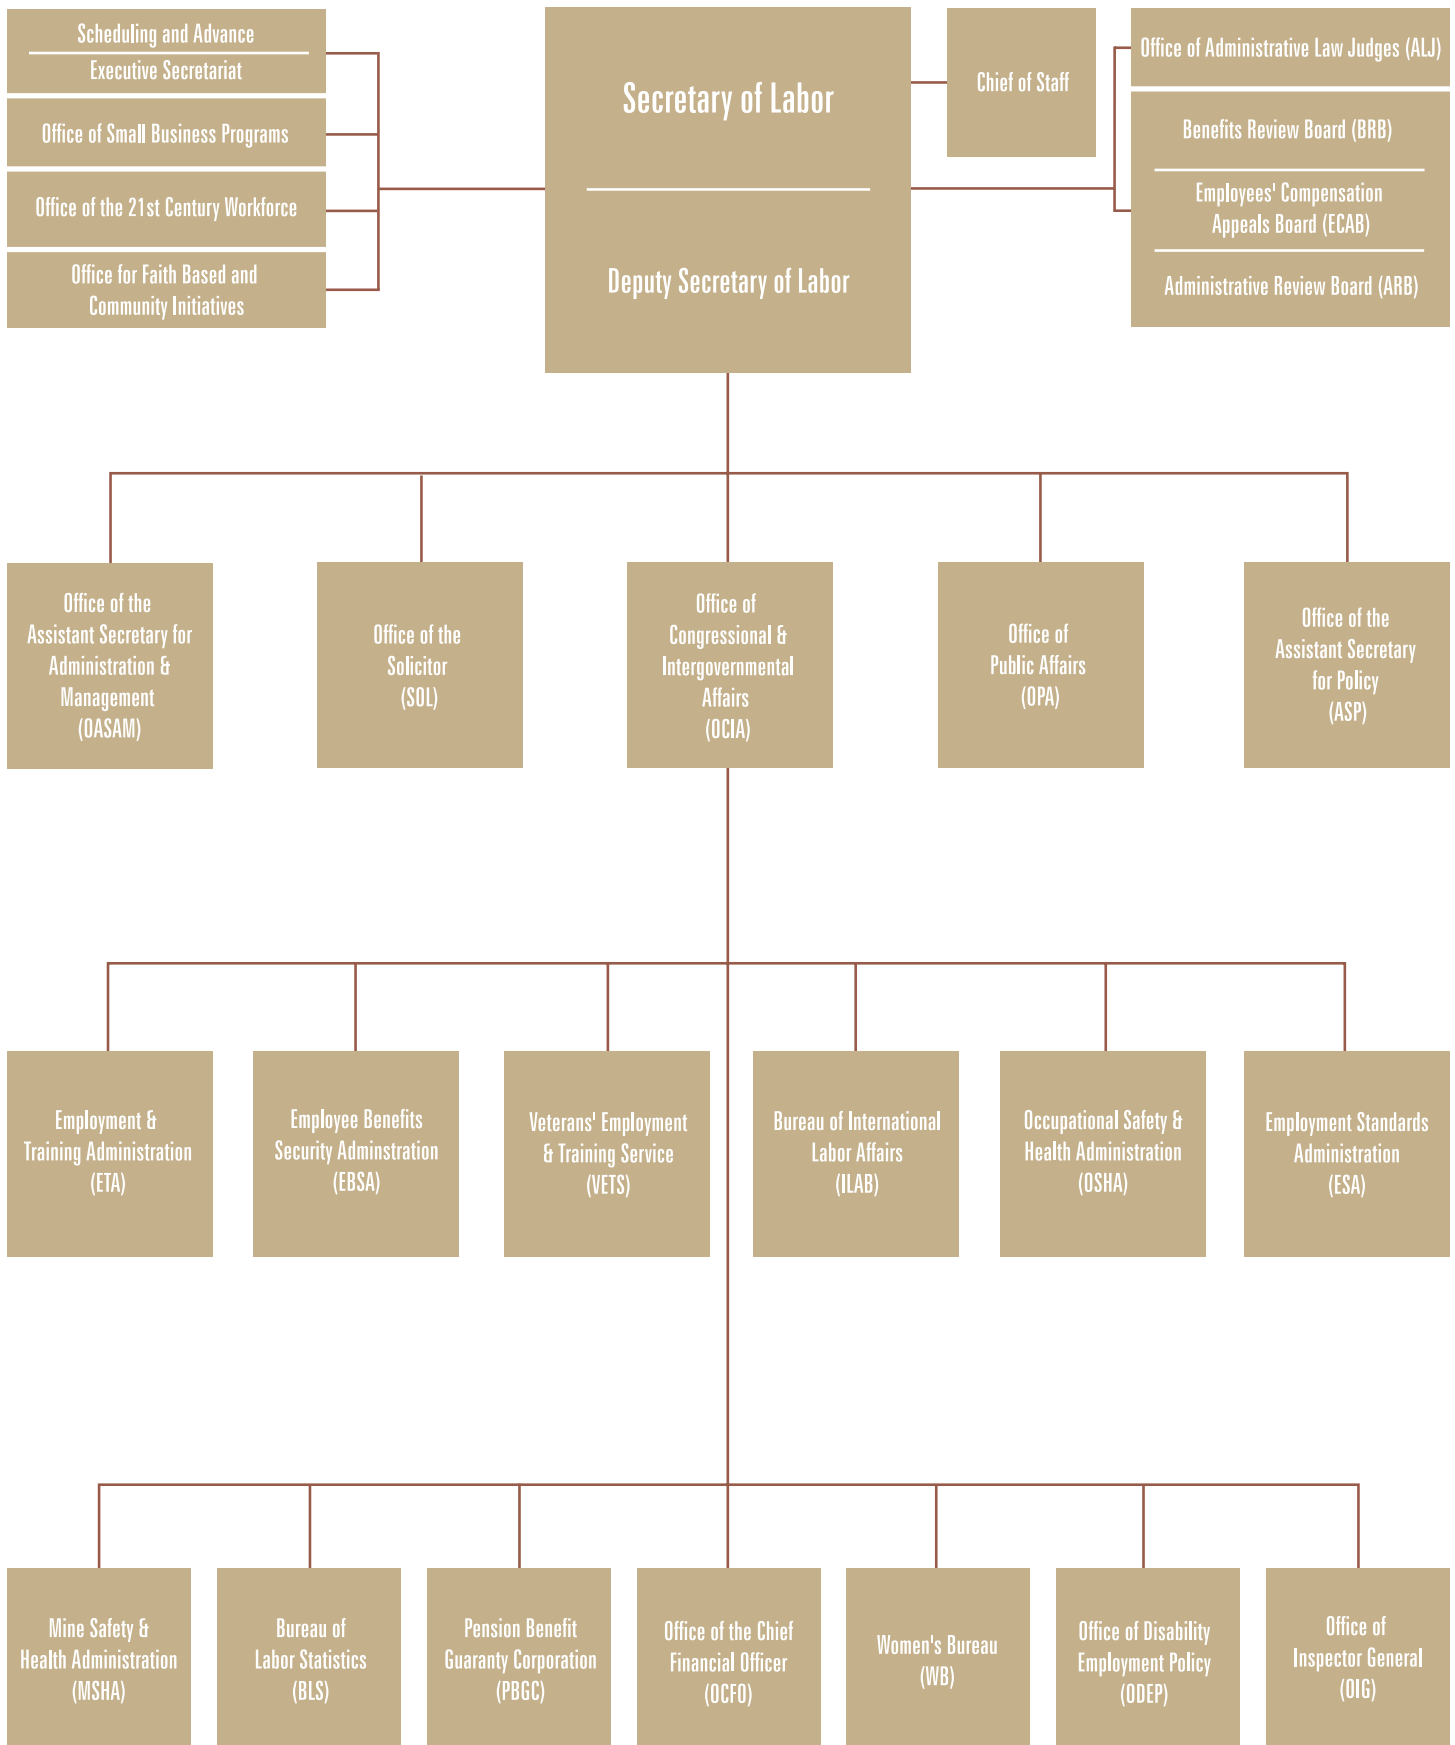 Scheduling and Advance
Executive Secretariat
Office of Small Business Programs
Office of the 21st Century Workforce
Office for Faith Based and
Community Initiatives
Secretary of Labor
Deputy Secretary of Labor
Chief of Staff
Office of Administrative Law Judges (ALJ)
Benefits Review Board (BRB)
Employees' Compensation
Appeals Board (ECAB)
Administrative Review Board (ARB)
Office of the
Assistant Secretary for
Administration &
Management
(OASAM)
Office of the
Solicitor
(SOL)
Office of
Congressional &
Intergovernmental
Affairs
(OCIA)
Office of
Public Affairs
(OPA)
Office of the
Assistant Secretary
for Policy
(ASP)
Employment &
Training Administration
(ETA)
Employee Benefits
Security Adminstration
(EBSA)
Veterans' Employment
& Training Service
(VETS)
Bureau of International
Labor Affairs
(ILAB)
Occupational Safety &
Health Administration
(OSHA)
Employment Standards
Administration
(ESA)
Mine Safety &
Health Administration
(MSHA)
Bureau of
Labor Statistics
(BLS)
Pension Benefit
Guaranty Corporation
(PBGC)
Office of the Chief
Financial Officer
(OCFO)
Women's Bureau
(WB)
Office of Disability
Employment Policy
(ODEP)
Office of
Inspector General
(OIG)